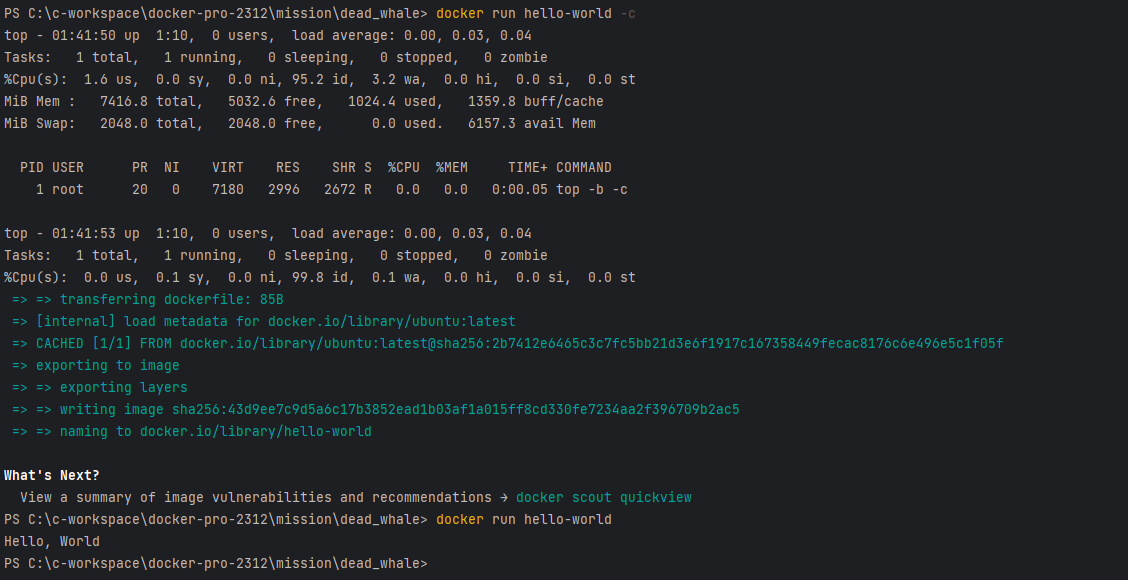 PS C:\c-workspace\docker-pro-2312\mission\dead_whale> docker run hello-world -c
top - 01:41:50 up  1:10,  0 users,  load average: 0.00, 0.03, 0.04
Tasks:   1 total,   1 running,   0 sleeping,   0 stopped,   0 zombie
%Cpu(s):  1.6 us,  0.0 sy,  0.0 ni, 95.2 id,  3.2 wa,  0.0 hi,  0.0 si,  0.0 st
MiB Mem :   7416.8 total,   5032.6 free,   1024.4 used,   1359.8 buff/cache
MiB Swap:   2048.0 total,   2048.0 free,      0.0 used.   6157.3 avail Mem
  PID USER      PR  NI    VIRT    RES    SHR S  %CPU  %MEM     TIME+ COMMAND
    1 root      20   0    7180   2996   2672 R   0.0   0.0   0:00.05 top -b -c
top - 01:41:53 up  1:10,  0 users,  load average: 0.00, 0.03, 0.04
Tasks:   1 total,   1 running,   0 sleeping,   0 stopped,   0 zombie
%Cpu(s):  0.0 us,  0.1 sy,  0.0 ni, 99.8 id,  0.1 wa,  0.0 hi,  0.0 si,  0.0 st
 => => transferring dockerfile: 85B
 => [internal] load metadata for docker.io/library/ubuntu:latest
 => CACHED [1/1] FROM docker.io/library/ubuntu:latest@sha256:2b7412e6465c3c7fc5bb21d3e6f1917c167358449fecac8176c6e496e5c1f05f
 => exporting to image
 => => exporting layers
 => => writing image sha256:43d9ee7c9d5a6c17b3852ead1b03af1a015ff8cd330fe7234aa2f396709b2ac5
 => => naming to docker.io/library/hello-world
What's Next?
  View a summary of image vulnerabilities and recommendations → docker scout quickview
PS C:\c-workspace\docker-pro-2312\mission\dead_whale> docker run hello-world
Hello, World
PS C:\c-workspace\docker-pro-2312\mission\dead_whale>